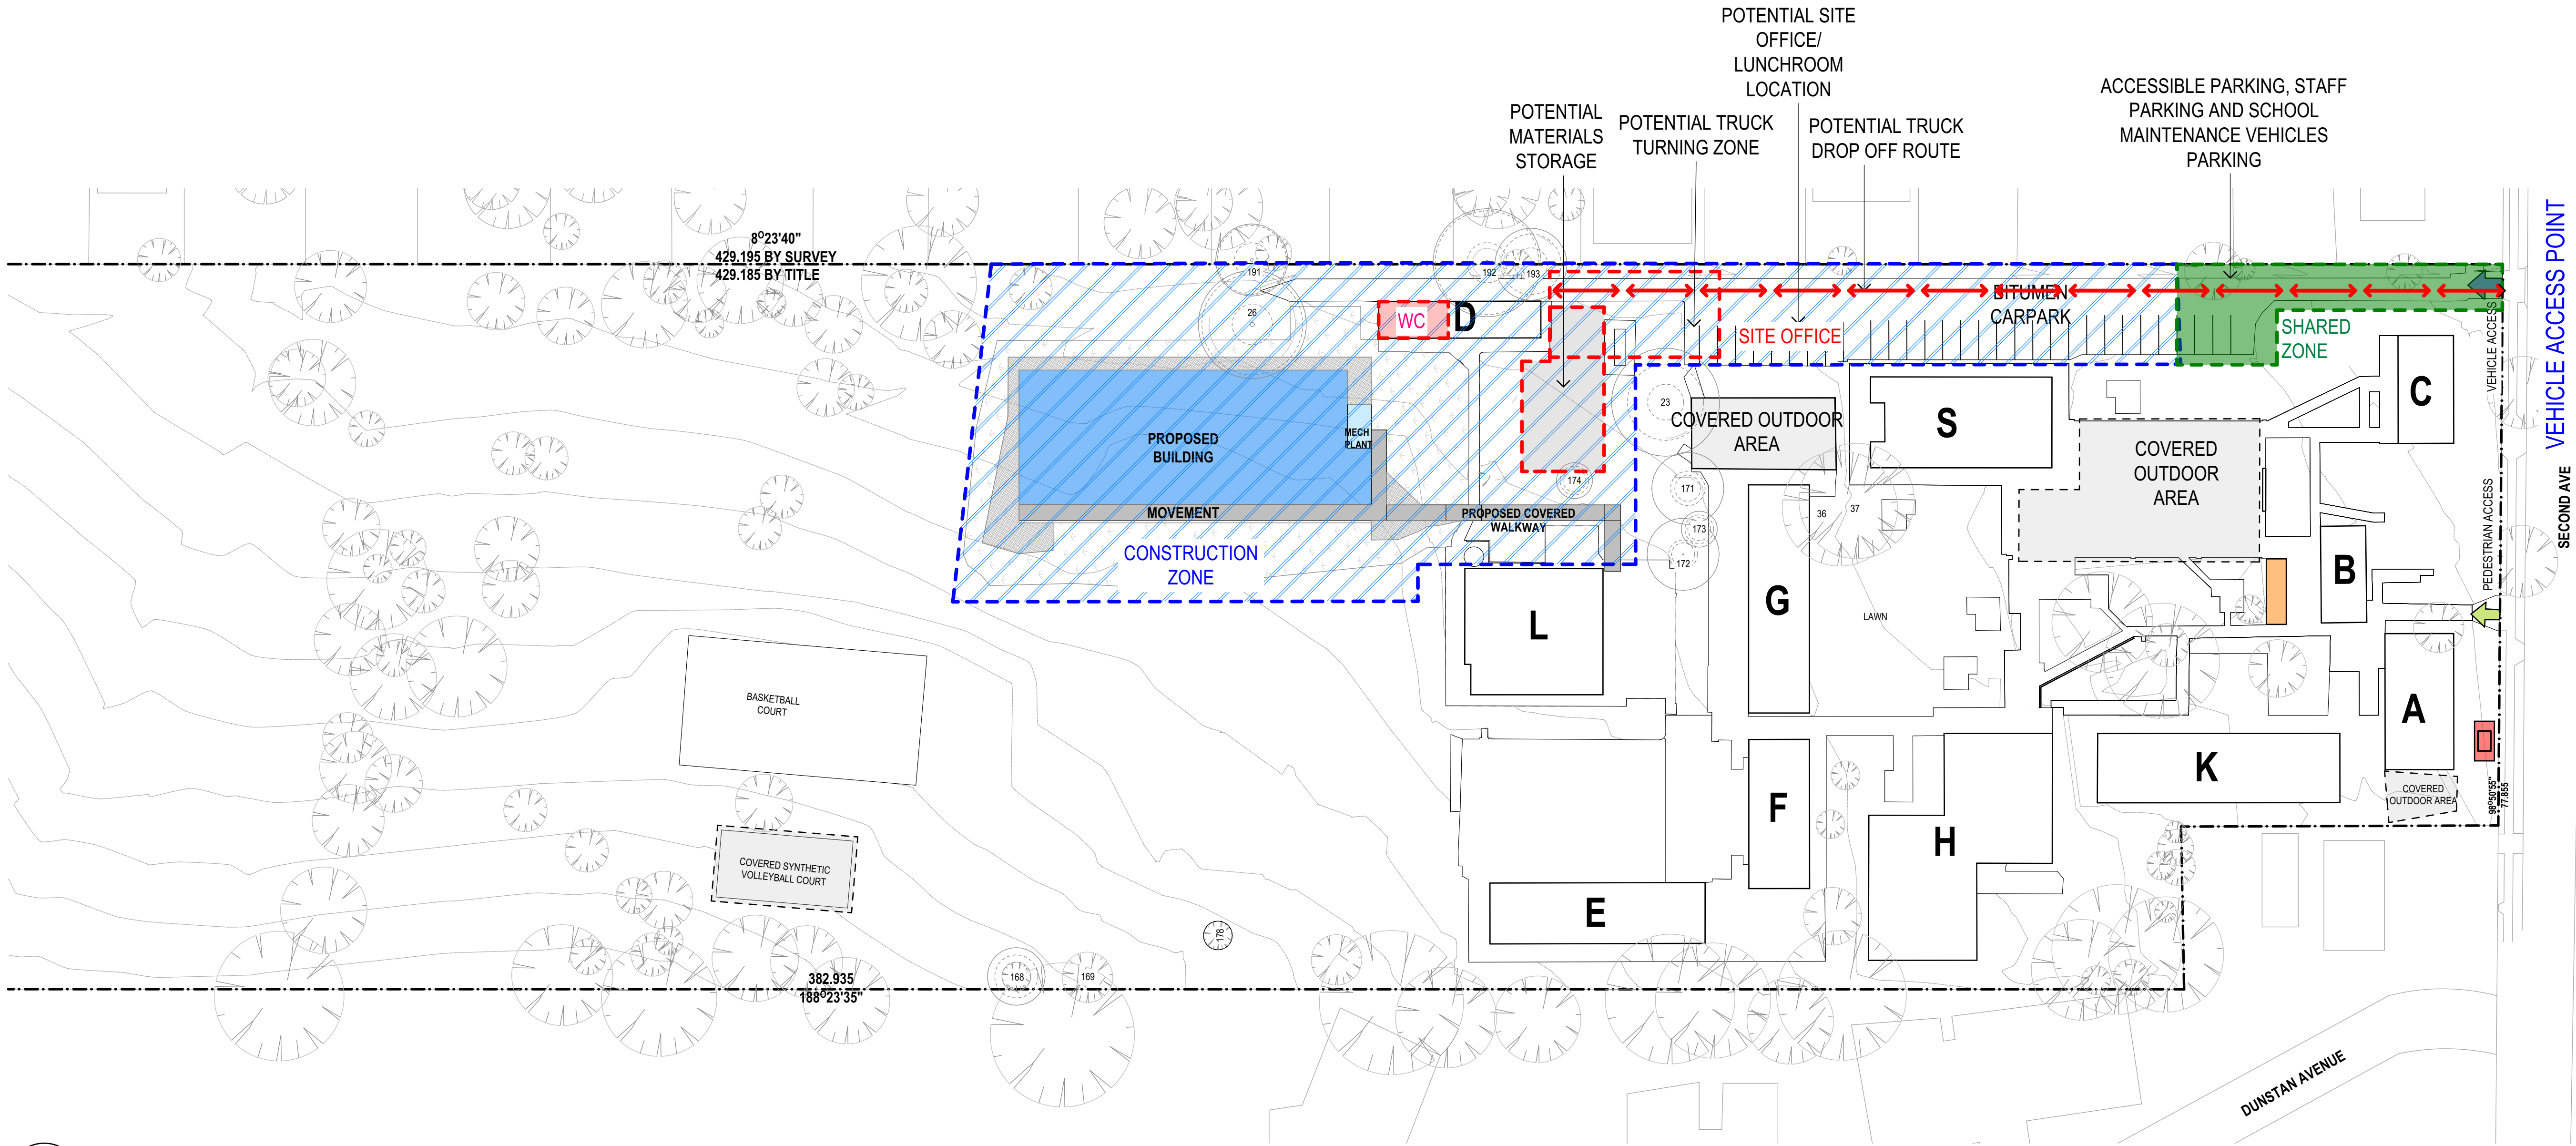 POTENTIAL SITE
OFFICE/
LUNCHROOM
LOCATION
POTENTIAL
MATERIALS
STORAGE
POTENTIAL TRUCK
TURNING ZONE
POTENTIAL TRUCK
DROP OFF ROUTE
ACCESSIBLE PARKING, STAFF
PARKING AND SCHOOL
MAINTENANCE VEHICLES
PARKING
8°23'40"
429.195 BY SURVEY
429.185 BY TITLE
191
192
193
26
WC
D
SITE OFFICE
BITUMEN
CARPARK
SHARED
ZONE
VEHICLE ACCESS
VEHICLE ACCESS POINT
SECOND AVE
PEDESTRIAN ACCESS
PROPOSED
BUILDING
MECH
PLANT
MOVEMENT
PROPOSED COVERED
WALKWAY
CONSTRUCTION
ZONE
174
23
171
173
172
COVERED OUTDOOR
AREA
S
36
37
COVERED
OUTDOOR
AREA
C
B
L
G
LAWN
A
K
COVERED
OUTDOOR AREA
98°50'55"
77.855
F
H
E
BASKETBALL
COURT
COVERED SYNTHETIC
VOLLEYBALL COURT
178
168
169
382.935
188°23'35"
DUNSTAN AVENUE